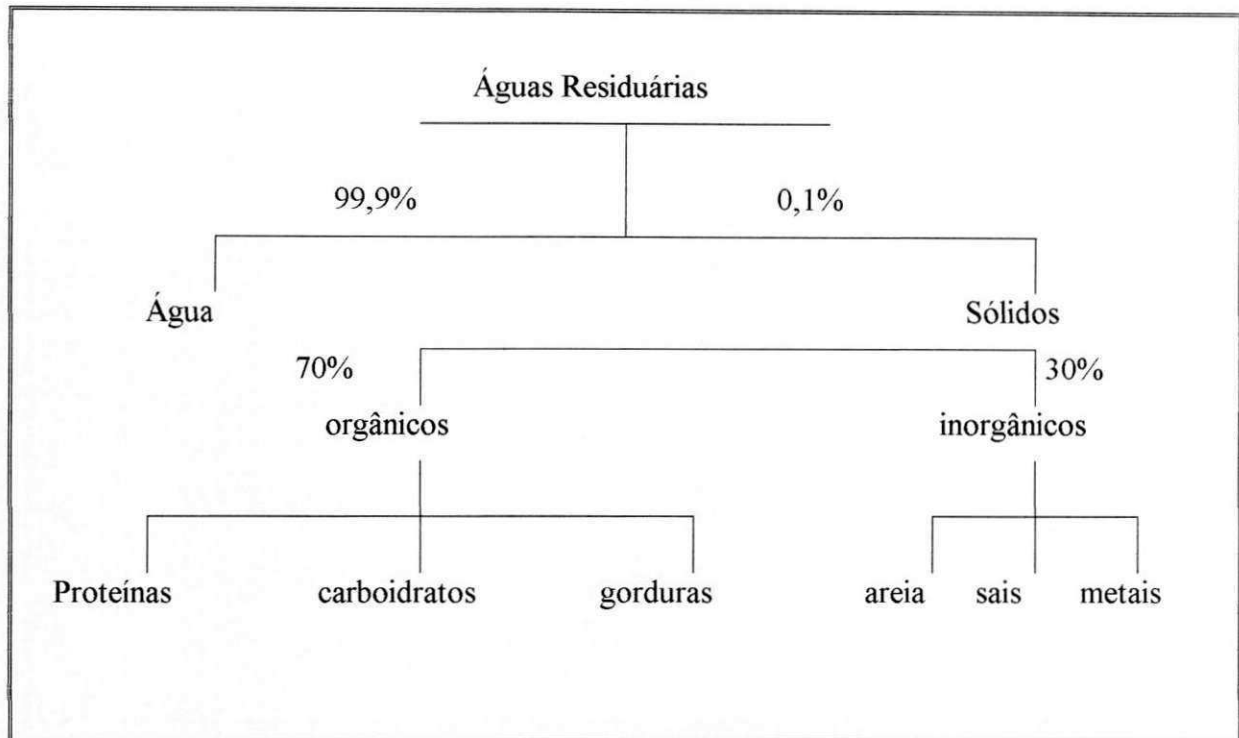 Águas Residuárias
99,9% 0,1%
Água Sólidos
70% 30%
orgânicos inorgânicos
Proteínas carboidratos gorduras areia sais metais